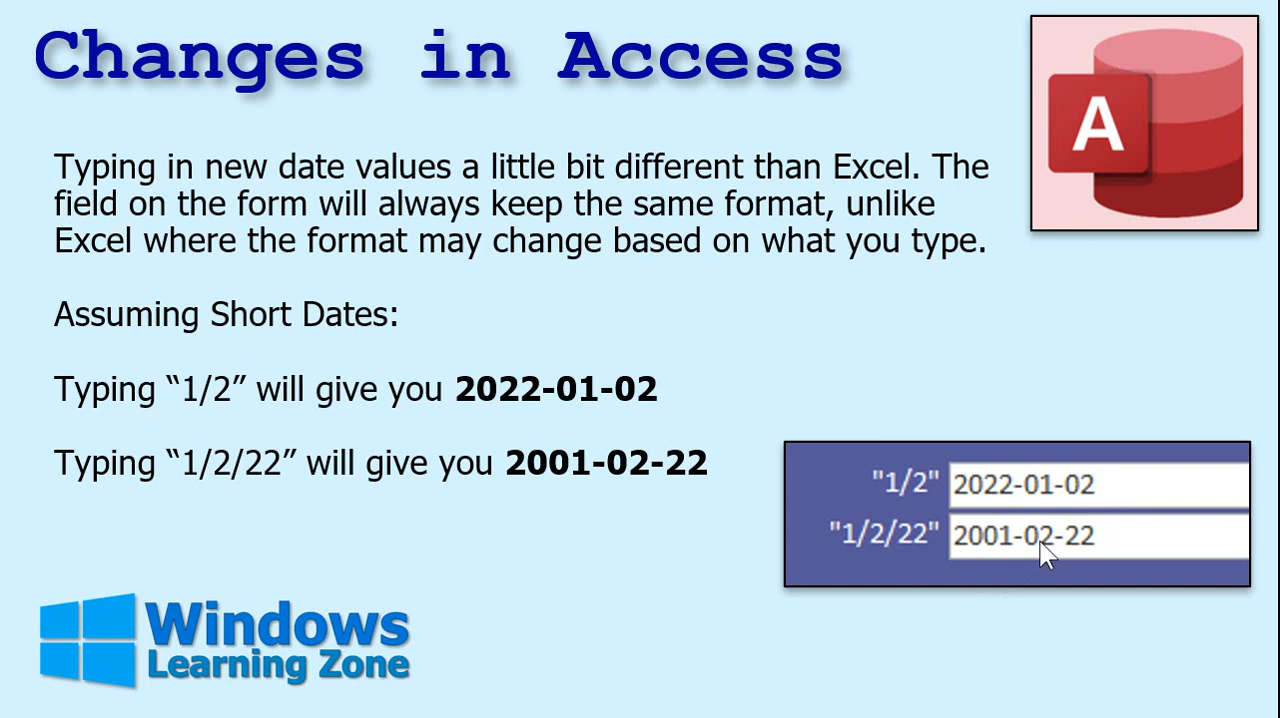 Changes in Access
A
Typing in new date values a little bit different than Excel. The
field on the form will always keep the same format, unlike
Excel where the format may change based on what you type.
Assuming Short Dates:
Typing “1/2” will give you 2022-01-02
Typing “1/2/22” will give you 2001-02-22
"1/2" 2022-01-02
"1/2/22" 2001-02-22
Windows
Learning Zone